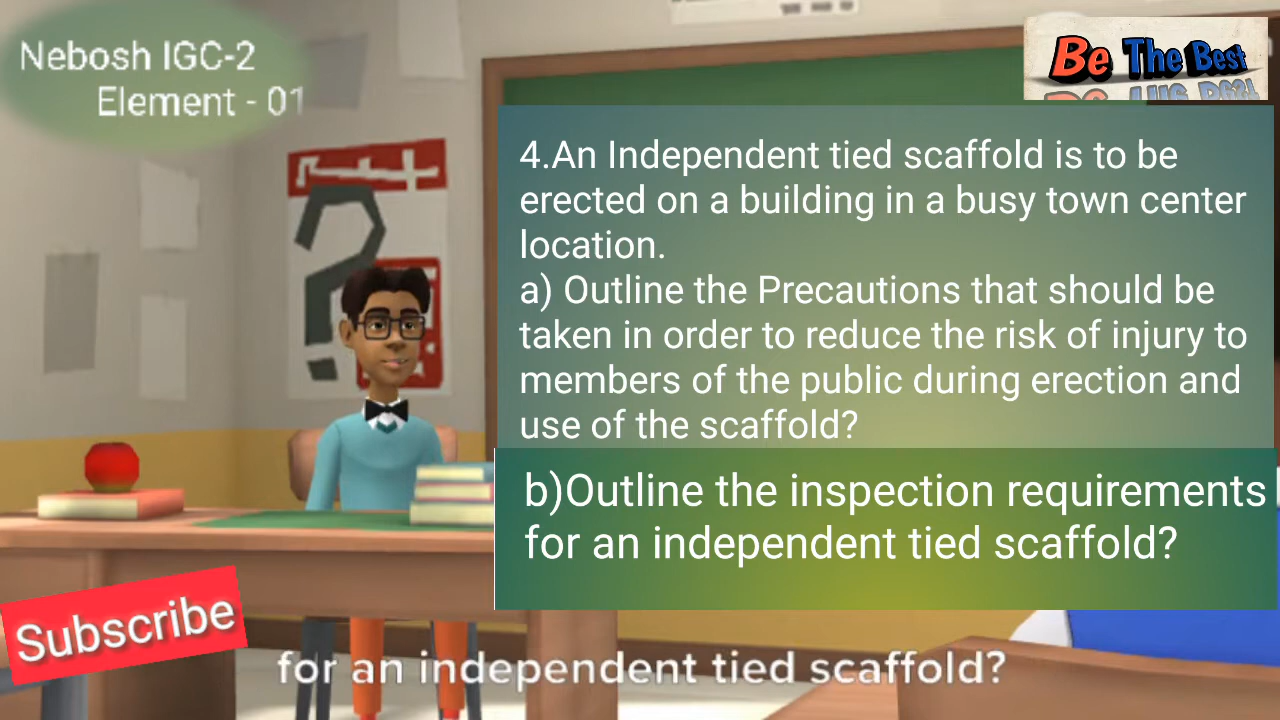 Nebosh IGC-2
Element - 01
Be The Best
4.An Independent tied scaffold is to be
erected on a building in a busy town center
location.
a) Outline the Precautions that should be
taken in order to reduce the risk of injury to
members of the public during erection and
use of the scaffold?
b)Outline the inspection requirements
for an independent tied scaffold?
Subscribe
for an independent tied scaffold?